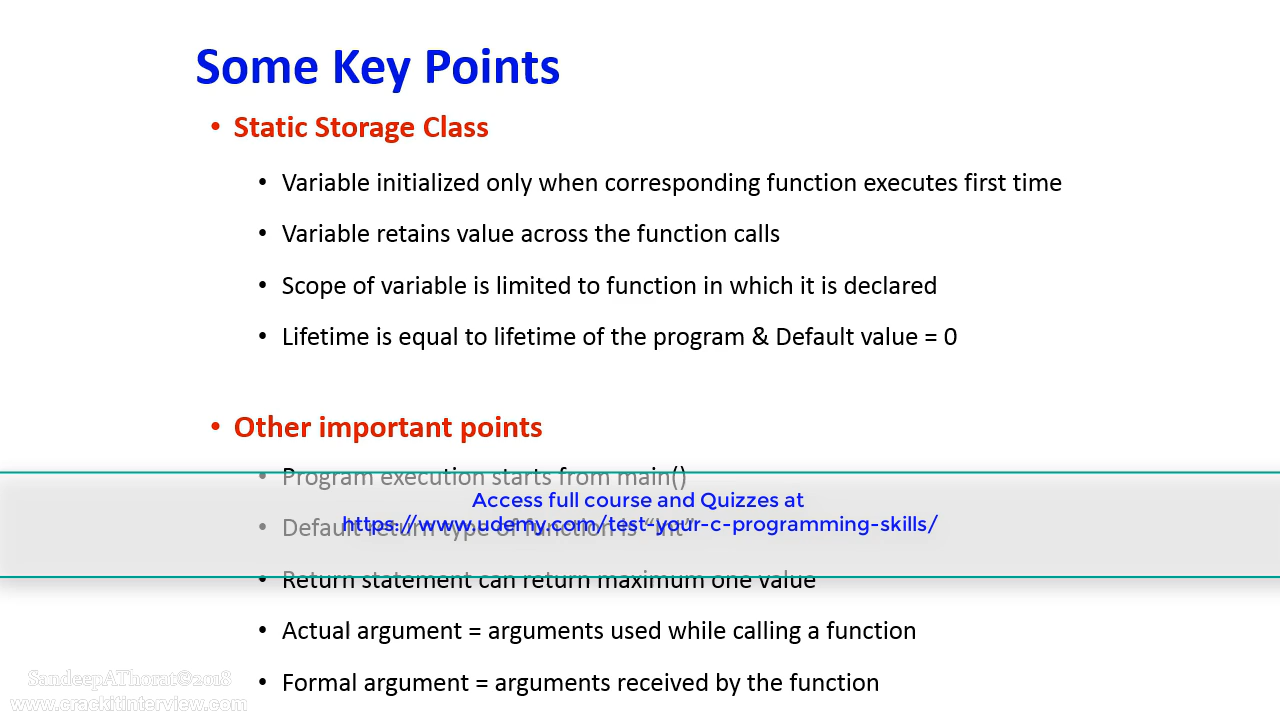 Some Key Points
• Static Storage Class
• Variable initialized only when corresponding function executes first time
• Variable retains value across the function calls
• Scope of variable is limited to function in which it is declared
• Lifetime is equal to lifetime of the program & Default value = 0
• Other important points
• Program execution starts from main()
Access full course and Quizzes at
https://www.udemy.com/test-your-c-programming-skills/
• Default return type of function is "int"
• Return statement can return maximum one value
• Actual argument = arguments used while calling a function
• Formal argument = arguments received by the function
SandeepAThorat©2018
www.crackitinterview.com